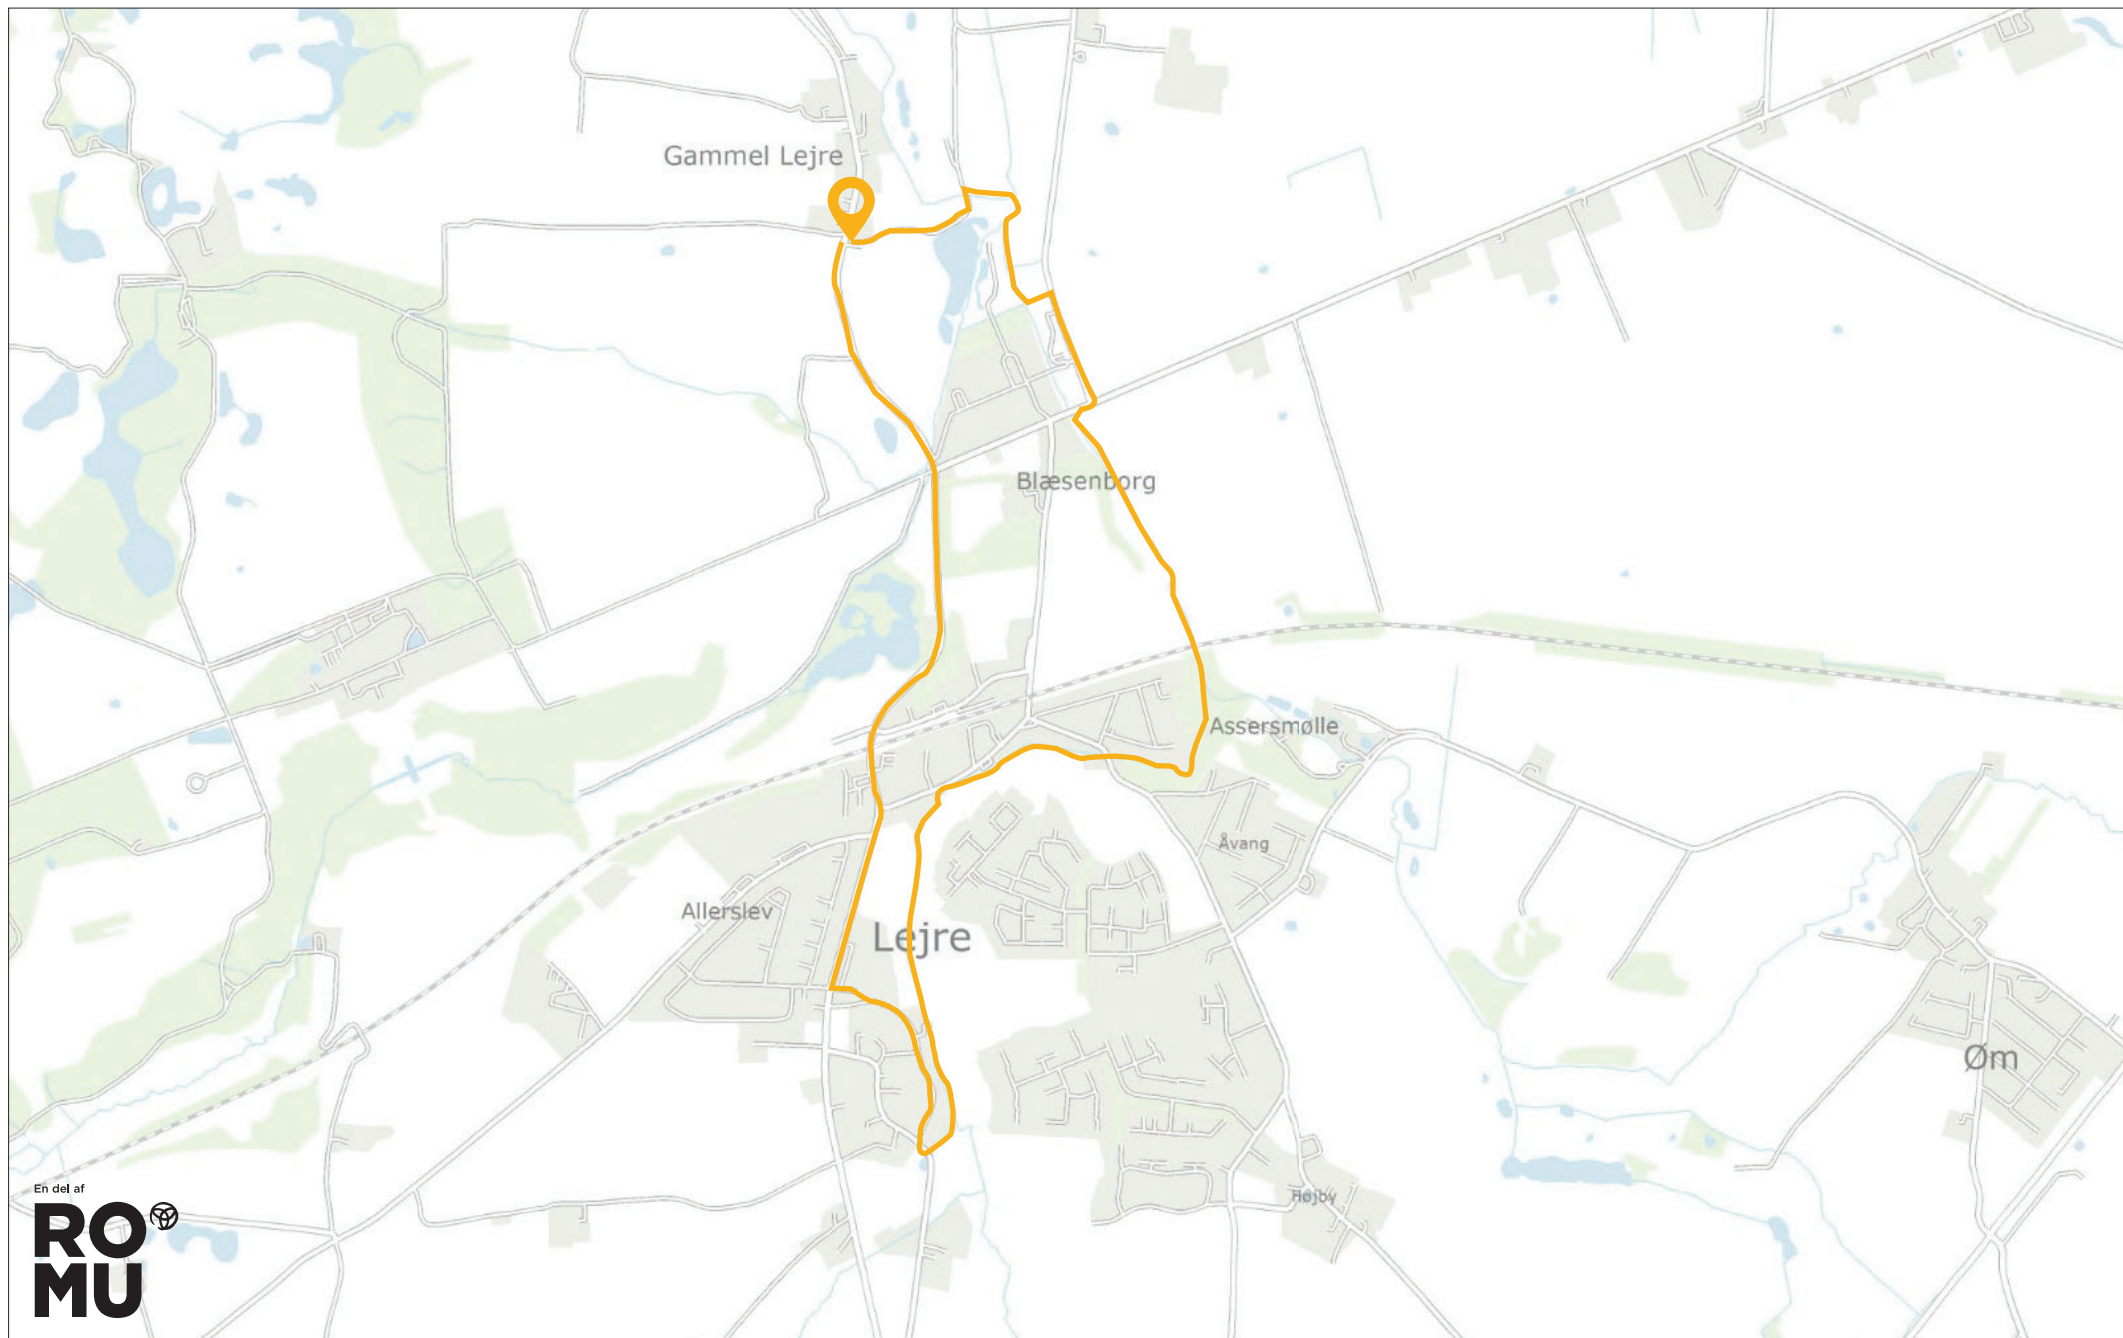 Gammel Lejre
Blæsenborg
Assersmølle
Åvang
Allerslev
Lejre
Øm
Højby
En del af
RO
MU